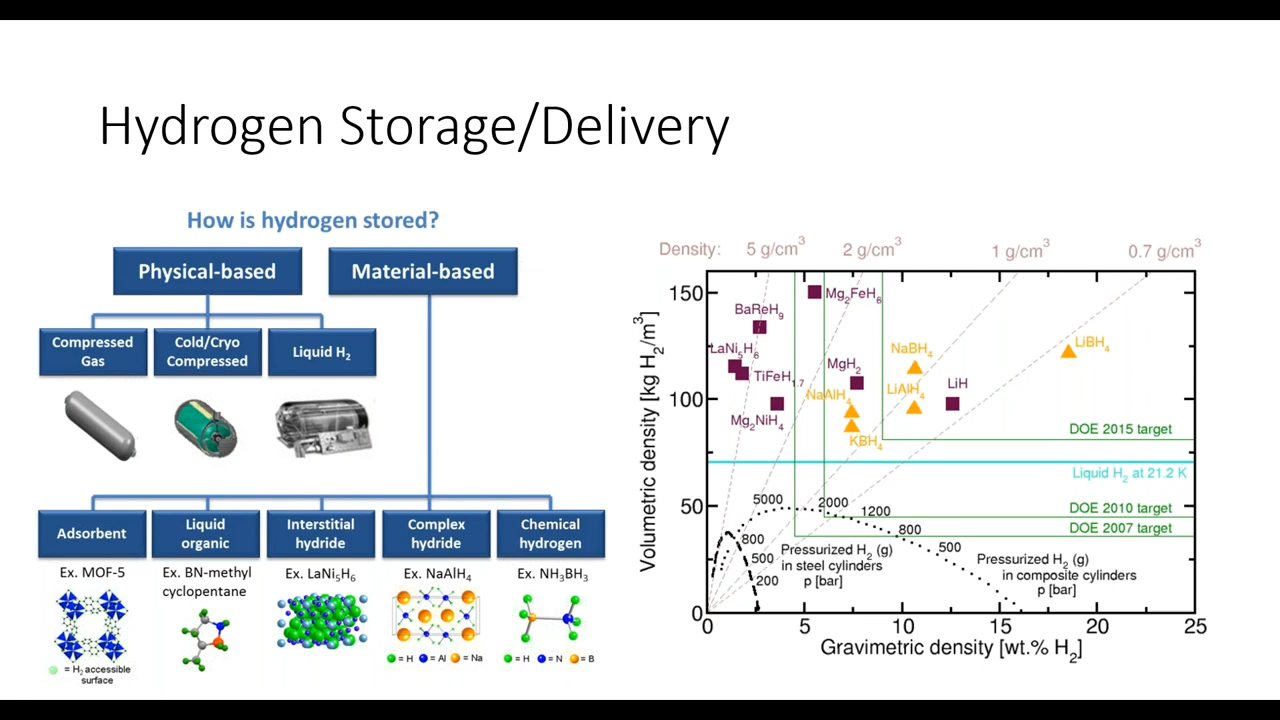 Hydrogen Storage/Delivery
How is hydrogen stored?
Physical-based
Material-based
Compressed
Gas
Cold/Cryo
Compressed
Liquid H₂
Adsorbent
Liquid
organic
Interstitial
hydride
Complex
hydride
Chemical
hydrogen
Ex. MOF-5
Ex. BN-methyl
cyclopentane
Ex. LaNi₅H₆
Ex. NaAlH₄
Ex. NH₃BH₃
= H₂ accessible
surface
= H = Al = Na
= H = N = B
Density: 5 g/cm³ 2 g/cm³ 1 g/cm³ 0.7 g/cm³
Volumetric density [kg H₂/m³]
150
100
50
0
Mg₂FeH₆
BaReH₉
LaNi₅H₆
TiFeH₁.₇
MgH₂
Mg₂NiH₄
NaBH₄
LiBH₄
LiAlH₄
LiH
NaAlH₄
KBH₄
DOE 2015 target
Liquid H₂ at 21.2 K
DOE 2010 target
DOE 2007 target
5000
2000
1200
800
500
800
500
200
Pressurized H₂ (g)
in steel cylinders
p [bar]
Pressurized H₂ (g)
in composite cylinders
p [bar]
0 5 10 15 20 25
Gravimetric density [wt.% H₂]